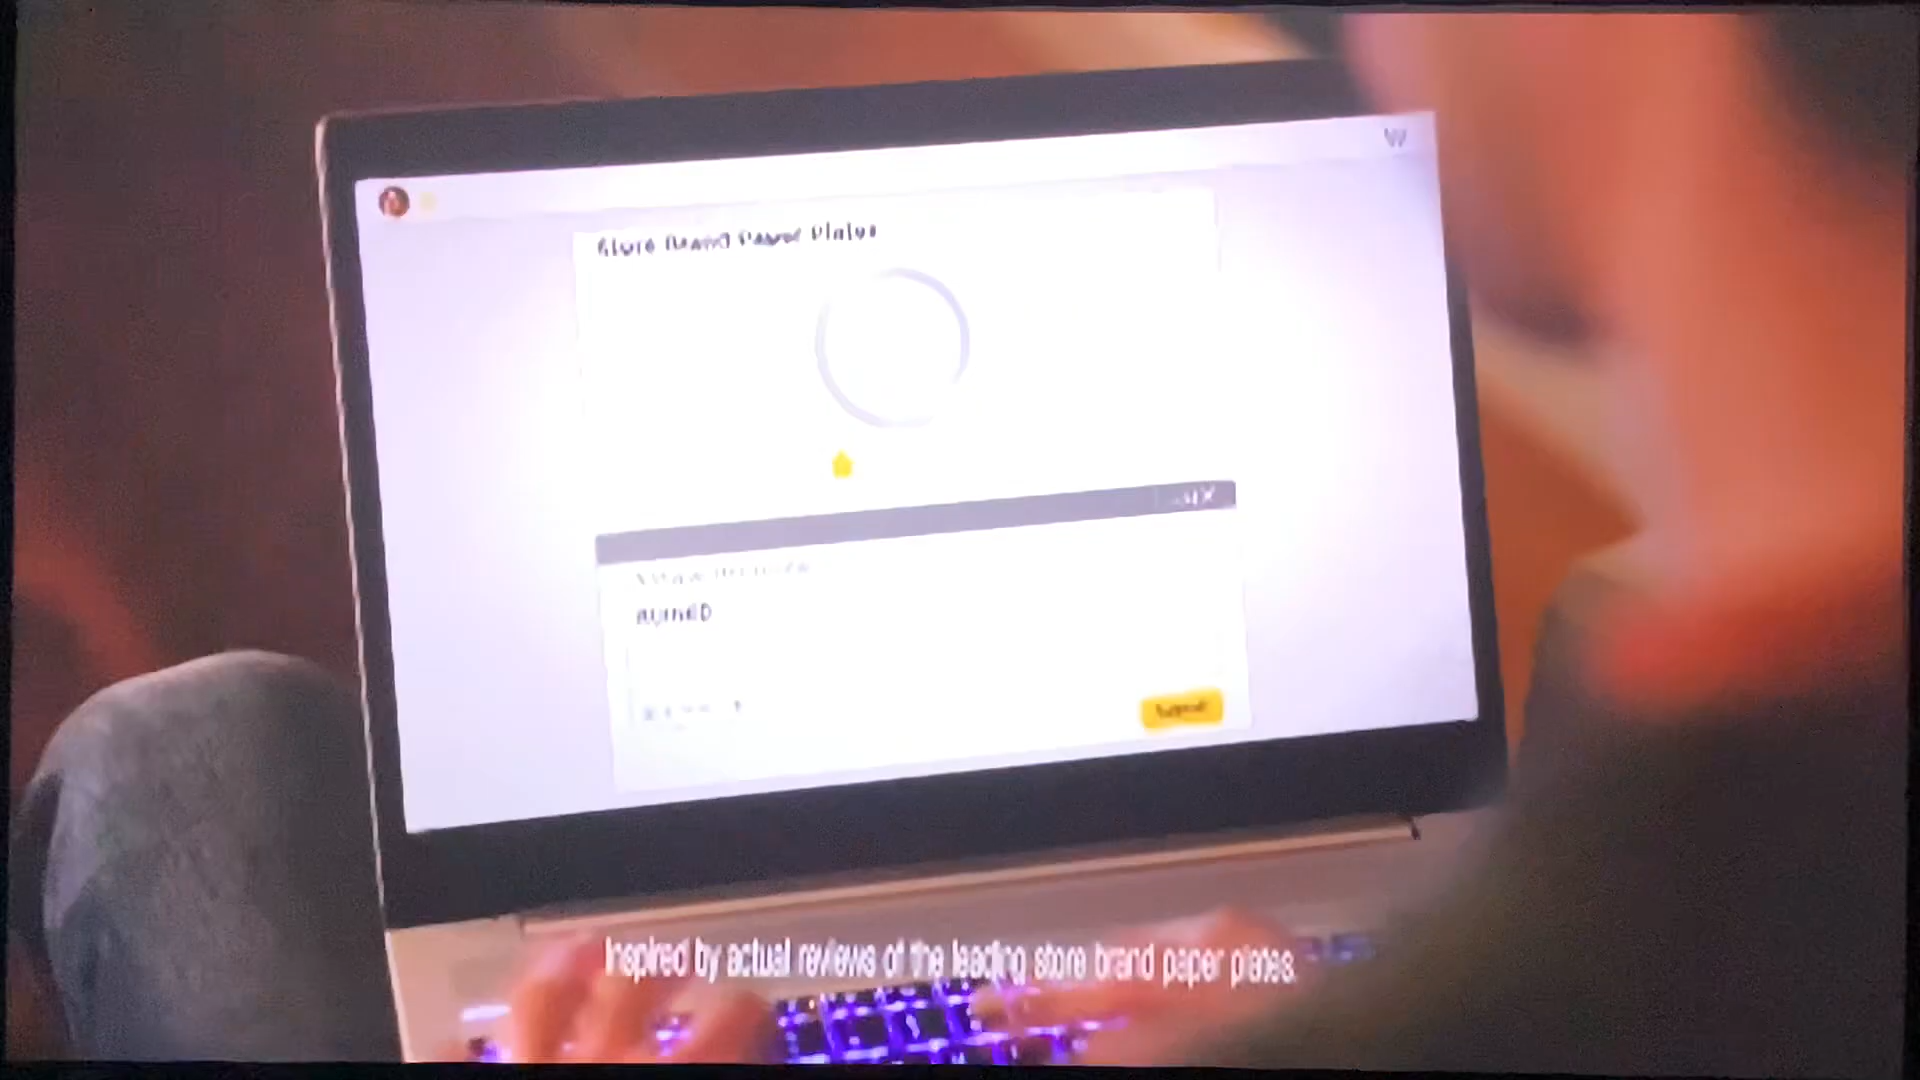 Store Brand Paper Plates
RUINED
Submit
Inspired by actual reviews of the leading store brand paper plates.